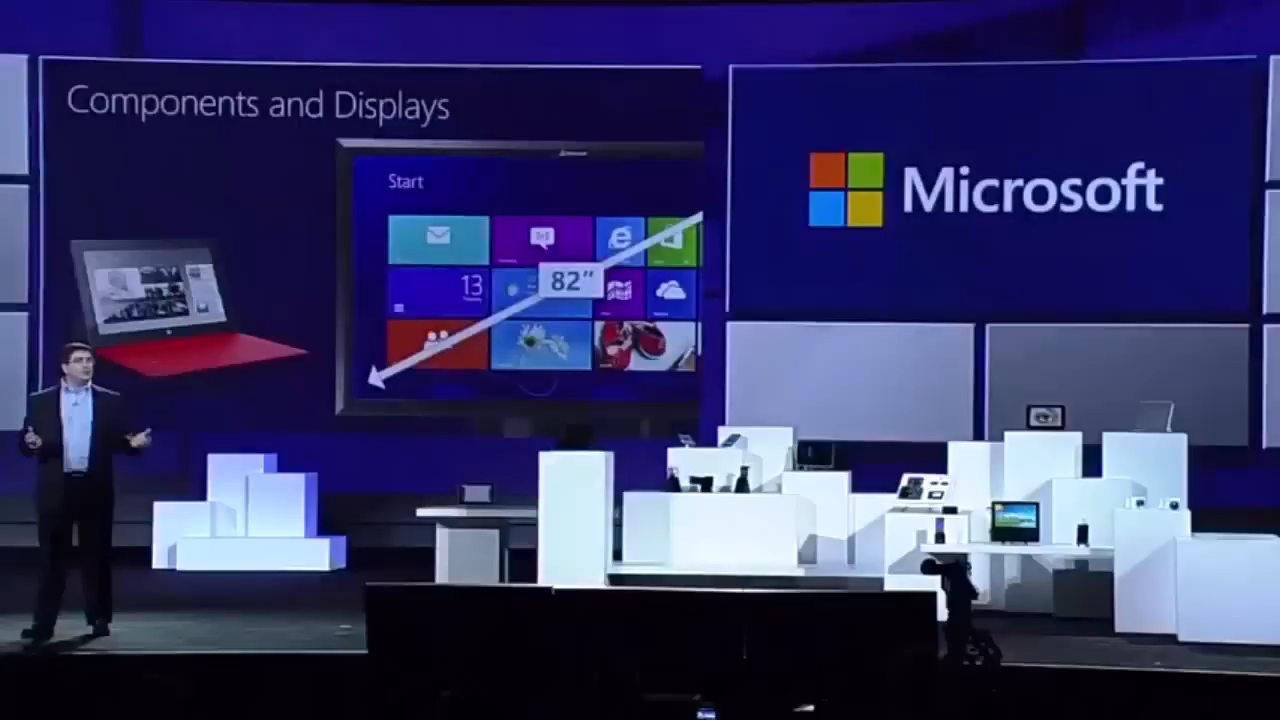 Components and Displays
Start
13
82”
Microsoft